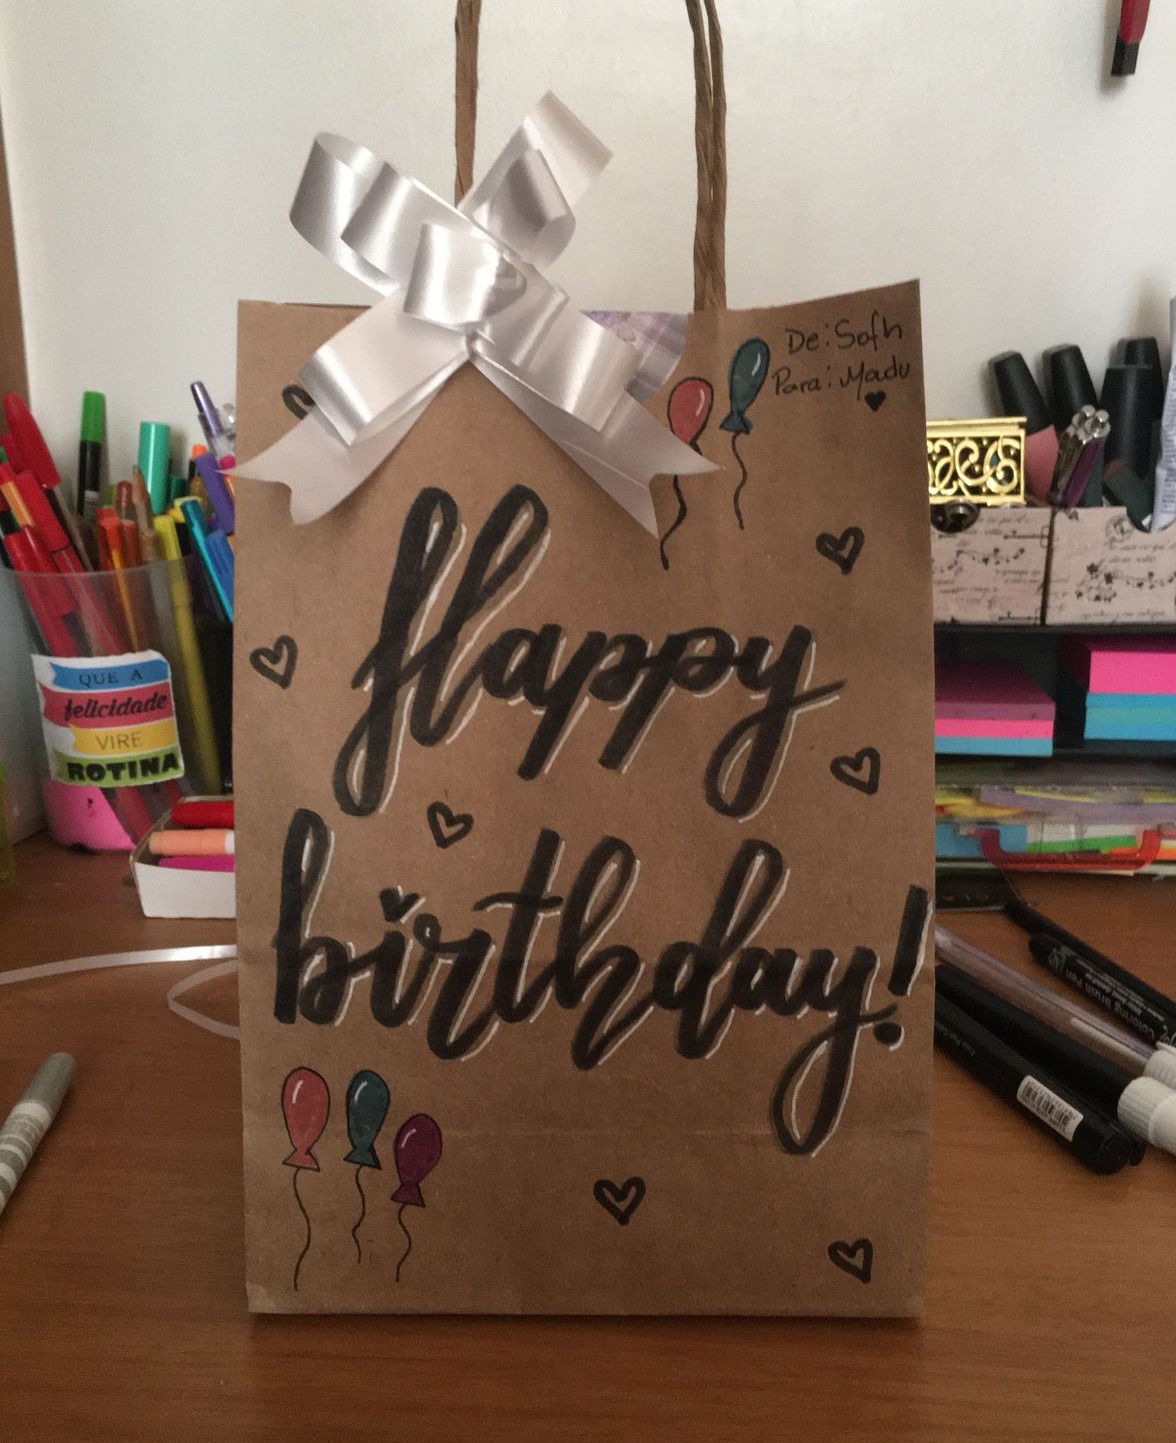 De: Sofh
Para: Madu
Happy
birthday!
QUE A
felicidade
VIRE
ROTINA